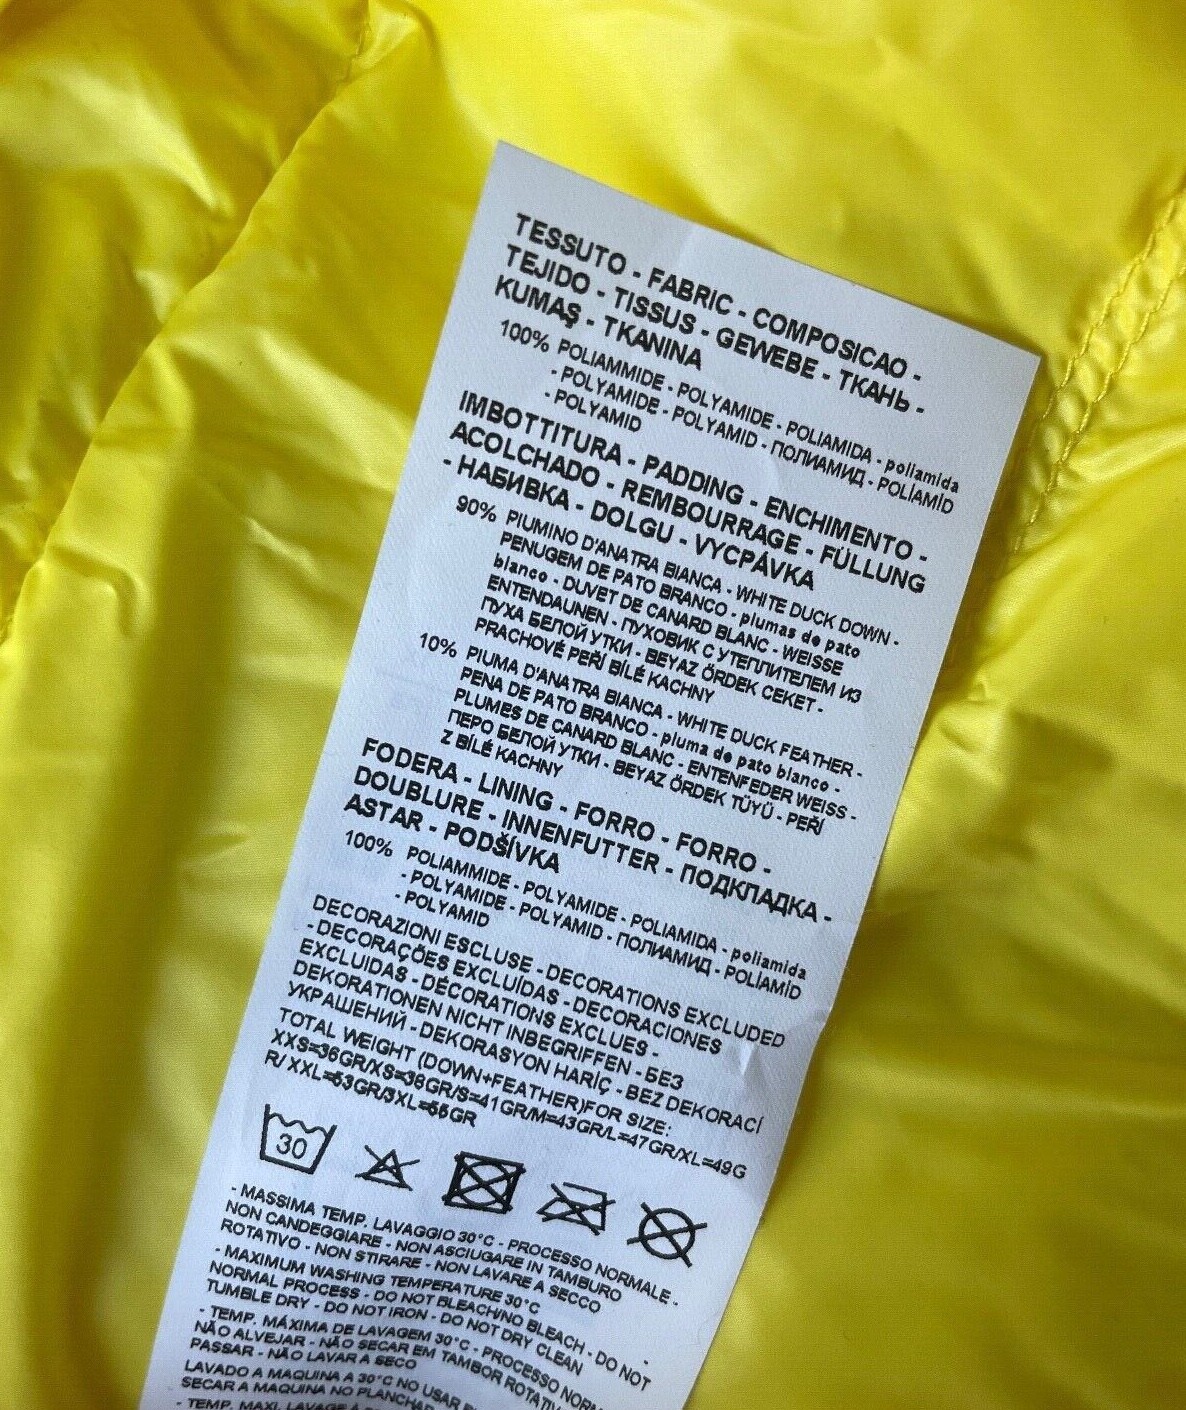 TESSUTO - FABRIC - COMPOSICAO -
TEJIDO - TISSUS - GEWEBE - ТКАНЬ -
KUMAŞ - TKANINA
100% POLIAMMIDE - POLYAMIDE - POLIAMIDA - poliamida
- POLYAMIDE - POLYAMID - ПОЛИАМИД - POLÍAMÍD
- POLYAMID
IMBOTTITURA - PADDING - ENCHIMENTO -
ACOLCHADO - REMBOURRAGE - FÜLLUNG
- НАБИВКА - DOLGU - VYCPÁVKA
90% PIUMINO D'ANATRA BIANCA - WHITE DUCK DOWN -
PENUGEM DE PATO BRANCO - plumas de pato
blanco - DUVET DE CANARD BLANC - WEISSE
ENTENDAUNEN - ПУХОВИК С УТЕПЛИТЕЛЕМ ИЗ
ПУХА БЕЛОЙ УТКИ - BEYAZ ÖRDEK CEKET -
PRACHOVÉ PEŘÍ BÍLÉ KACHNY
10% PIUMA D'ANATRA BIANCA - WHITE DUCK FEATHER -
PENA DE PATO BRANCO - pluma de pato blanco -
PLUMES DE CANARD BLANC - ENTENFEDER WEISS -
ПЕРО БЕЛОЙ УТКИ - BEYAZ ÖRDEK TÜYÜ - PEŘÍ
Z BÍLÉ KACHNY
FODERA - LINING - FORRO - FORRO -
DOUBLURE - INNENFUTTER - ПОДКЛАДКА -
ASTAR - PODŠÍVKA
100% POLIAMMIDE - POLYAMIDE - POLIAMIDA - poliamida
- POLYAMIDE - POLYAMID - ПОЛИАМИД - POLÍAMÍD
- POLYAMID
DECORAZIONI ESCLUSE - DECORATIONS EXCLUDED
- DECORAÇÕES EXCLUÍDAS - DECORACIONES
EXCLUIDAS - DÉCORATIONS EXCLUES -
DEKORATIONEN NICHT INBEGRIFFEN - БЕЗ
УКРАШЕНИЙ - DEKORASYON HARİÇ - BEZ DEKORACÍ
TOTAL WEIGHT (DOWN+FEATHER)FOR SIZE:
XXS=36GR/XS=38GR/S=41GR/M=43GR/L=47GR/XL=49G
R/ XXL=53GR/3XL=55GR
30
- MASSIMA TEMP. LAVAGGIO 30°C - PROCESSO NORMALE -
NON CANDEGGIARE - NON ASCIUGARE IN TAMBURO
ROTATIVO - NON STIRARE - NON LAVARE A SECCO
- MAXIMUM WASHING TEMPERATURE 30°C
NORMAL PROCESS - DO NOT BLEACH/NO BLEACH - DO NOT
TUMBLE DRY - DO NOT IRON - DO NOT DRY CLEAN
- TEMP. MÁXIMA DE LAVAGEM 30°C - PROCESSO NORM
NÃO ALVEJAR - NÃO SECAR EM TAMBOR ROTATIV
PASSAR - NÃO LAVAR A SECO
LAVADO A MAQUINA A 30°C NO USAR
SECAR A MAQUINA NO PLANCHAR
- TEMP. MAXI. LAVAGE